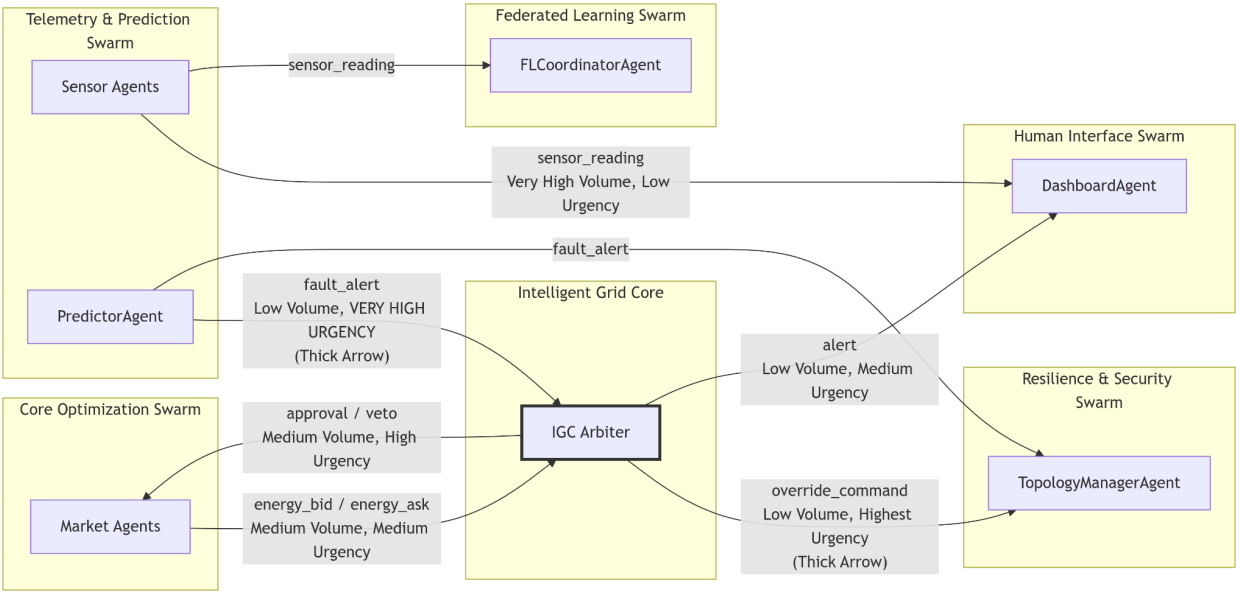 Telemetry & Prediction
Swarm
Sensor Agents
PredictorAgent
Federated Learning Swarm
FLCoordinatorAgent
sensor_reading
sensor_reading
Very High Volume, Low
Urgency
Human Interface Swarm
DashboardAgent
fault_alert
fault_alert
Low Volume, VERY HIGH
URGENCY
(Thick Arrow)
Intelligent Grid Core
IGC Arbiter
alert
Low Volume, Medium
Urgency
Resilience & Security
Swarm
TopologyManagerAgent
Core Optimization Swarm
Market Agents
approval / veto
Medium Volume, High
Urgency
energy_bid / energy_ask
Medium Volume, Medium
Urgency
override_command
Low Volume, Highest
Urgency
(Thick Arrow)